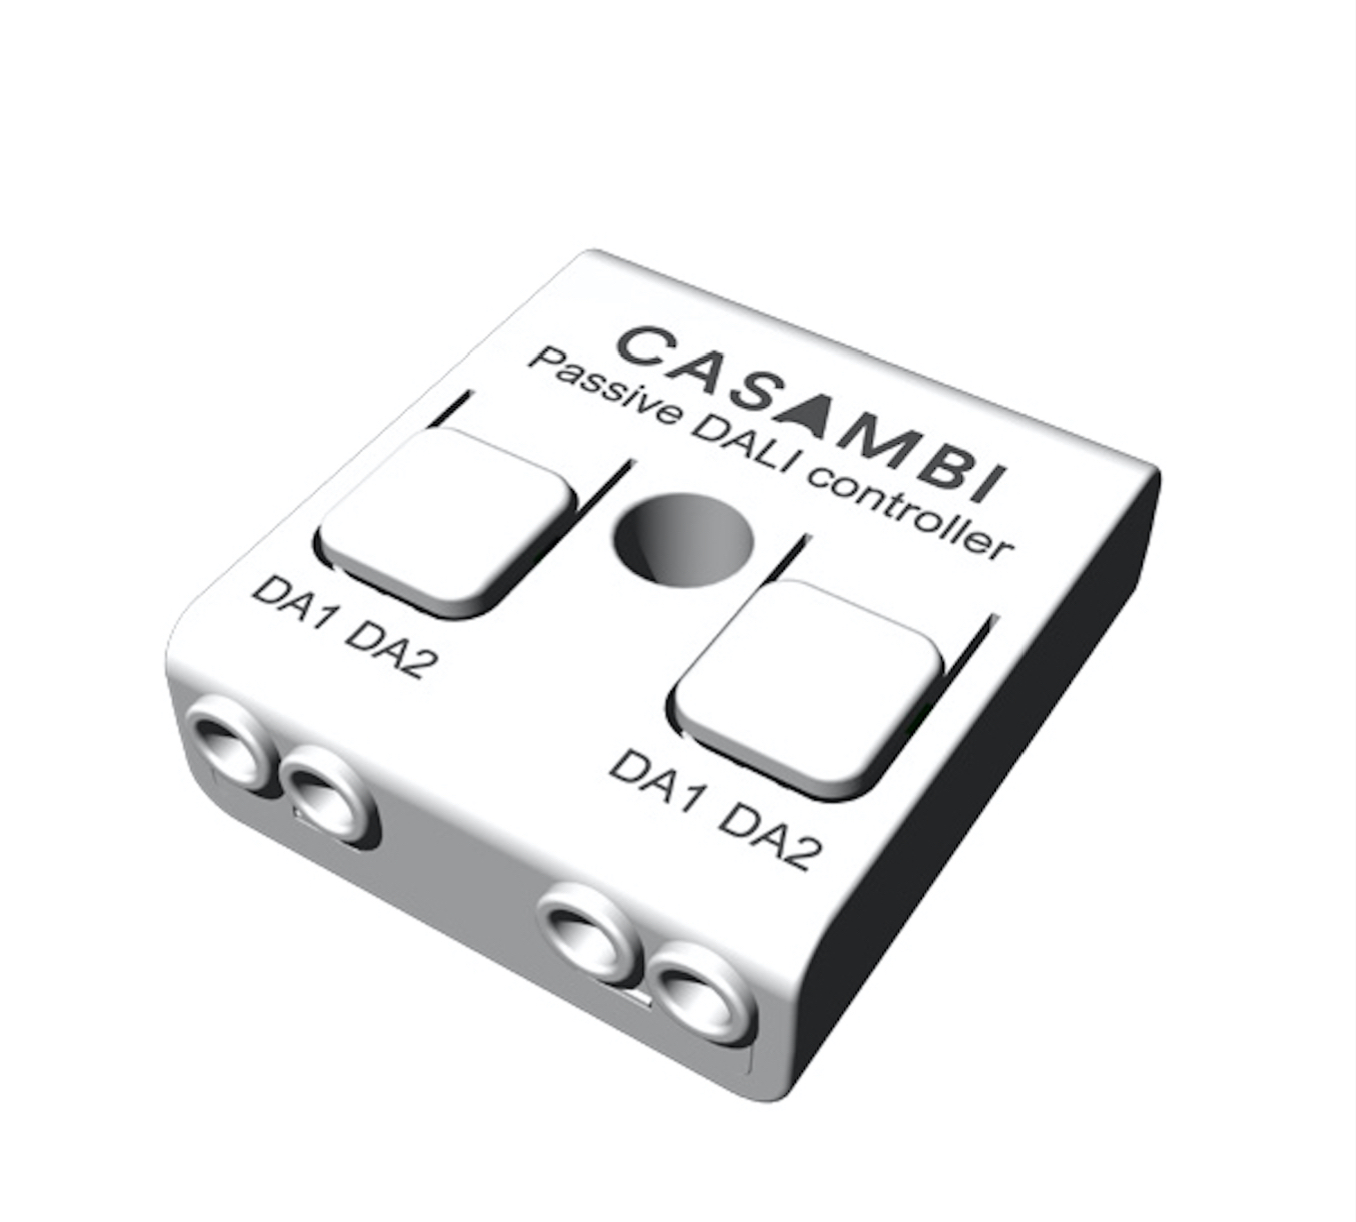 CASAMBI
Passive DALI controller
DA1 DA2
DA1 DA2